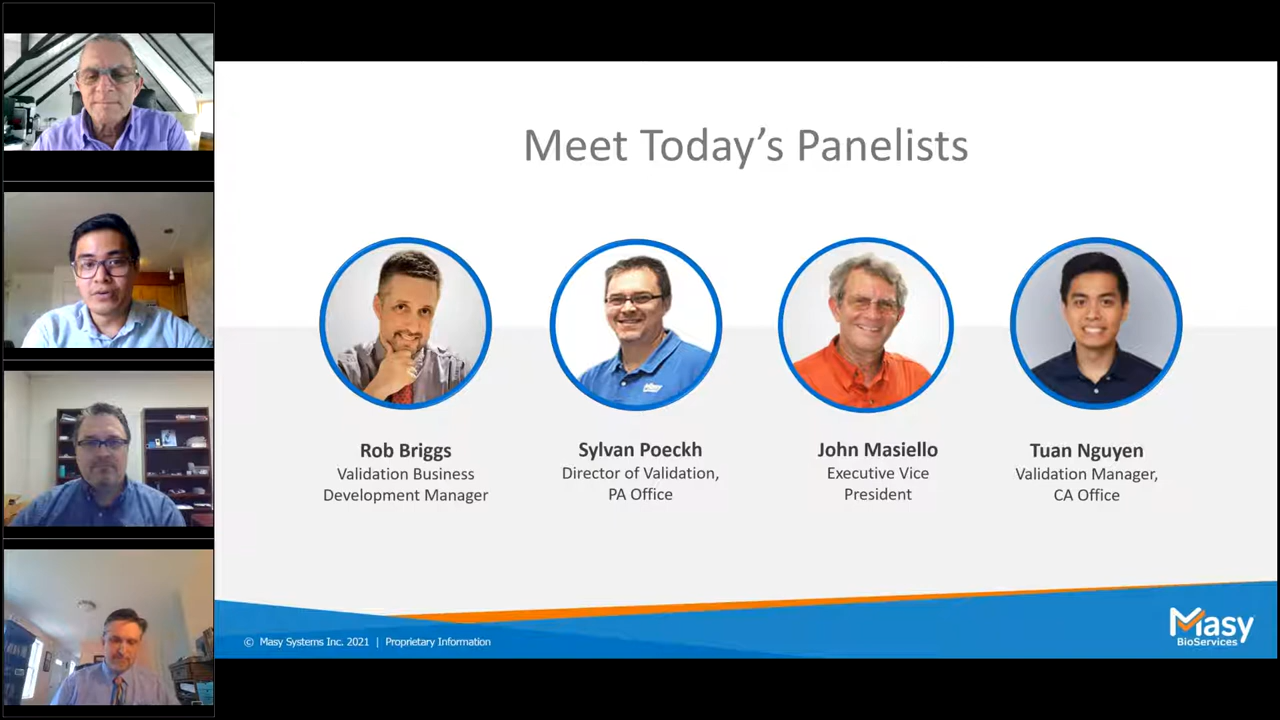 Meet Today's Panelists
Rob Briggs
Validation Business
Development Manager
Sylvan Poeckh
Director of Validation,
PA Office
John Masiello
Executive Vice
President
Tuan Nguyen
Validation Manager,
CA Office
© Masy Systems Inc. 2021 | Proprietary Information
Masy
BioServices